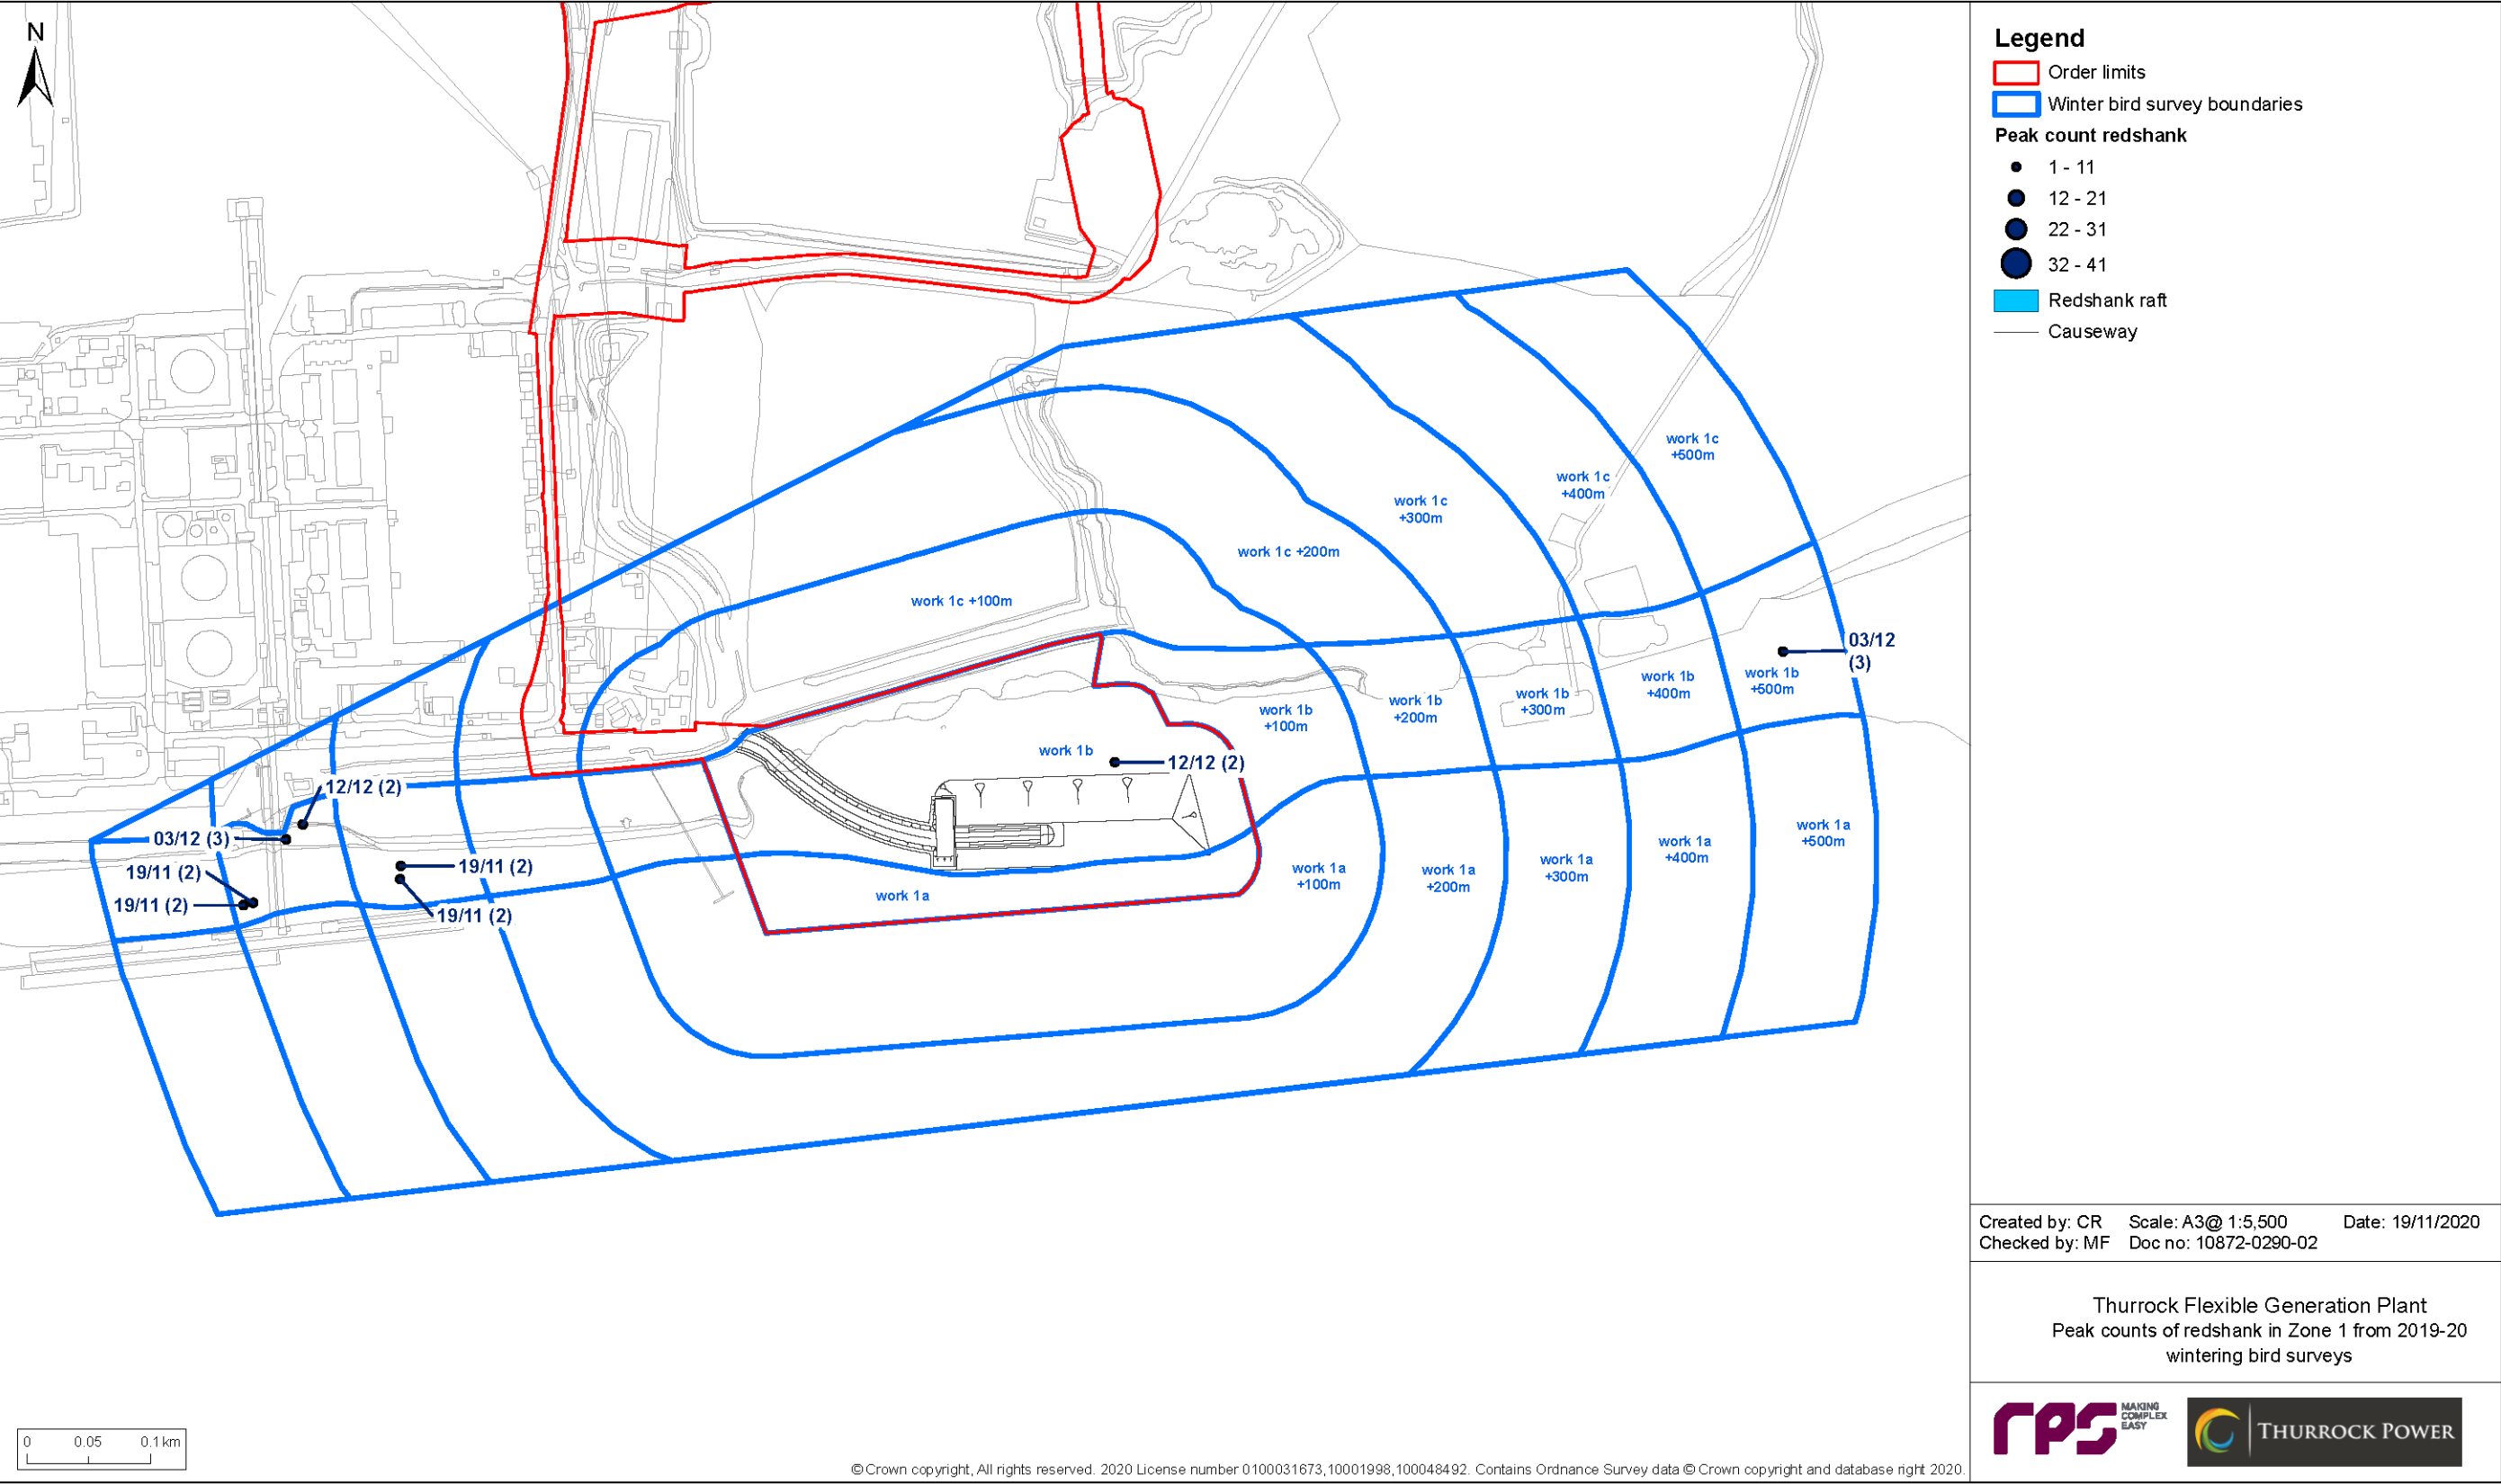 N
Legend
Order limits
Winter bird survey boundaries
Peak count redshank
1 - 11
12 - 21
22 - 31
32 - 41
Redshank raft
Causeway
work 1c
+500m
work 1c
+400m
work 1c
+300m
work 1c +200m
work 1c +100m
03/12
(3)
work 1b
+500m
work 1b
+400m
work 1b
+300m
work 1b
+200m
work 1b
+100m
work 1b
12/12 (2)
12/12 (2)
03/12 (3)
19/11 (2)
19/11 (2)
19/11 (2)
19/11 (2)
work 1a
work 1a
+100m
work 1a
+200m
work 1a
+300m
work 1a
+400m
work 1a
+500m
Created by: CR Scale: A3@ 1:5,500 Date: 19/11/2020
Checked by: MF Doc no: 10872-0290-02
Thurrock Flexible Generation Plant
Peak counts of redshank in Zone 1 from 2019-20
wintering bird surveys
rps
MAKING
COMPLEX
EASY
THURROCK POWER
0 0.05 0.1 km
© Crown copyright, All rights reserved. 2020 License number 0100031673,10001998,100048492. Contains Ordnance Survey data © Crown copyright and database right 2020.